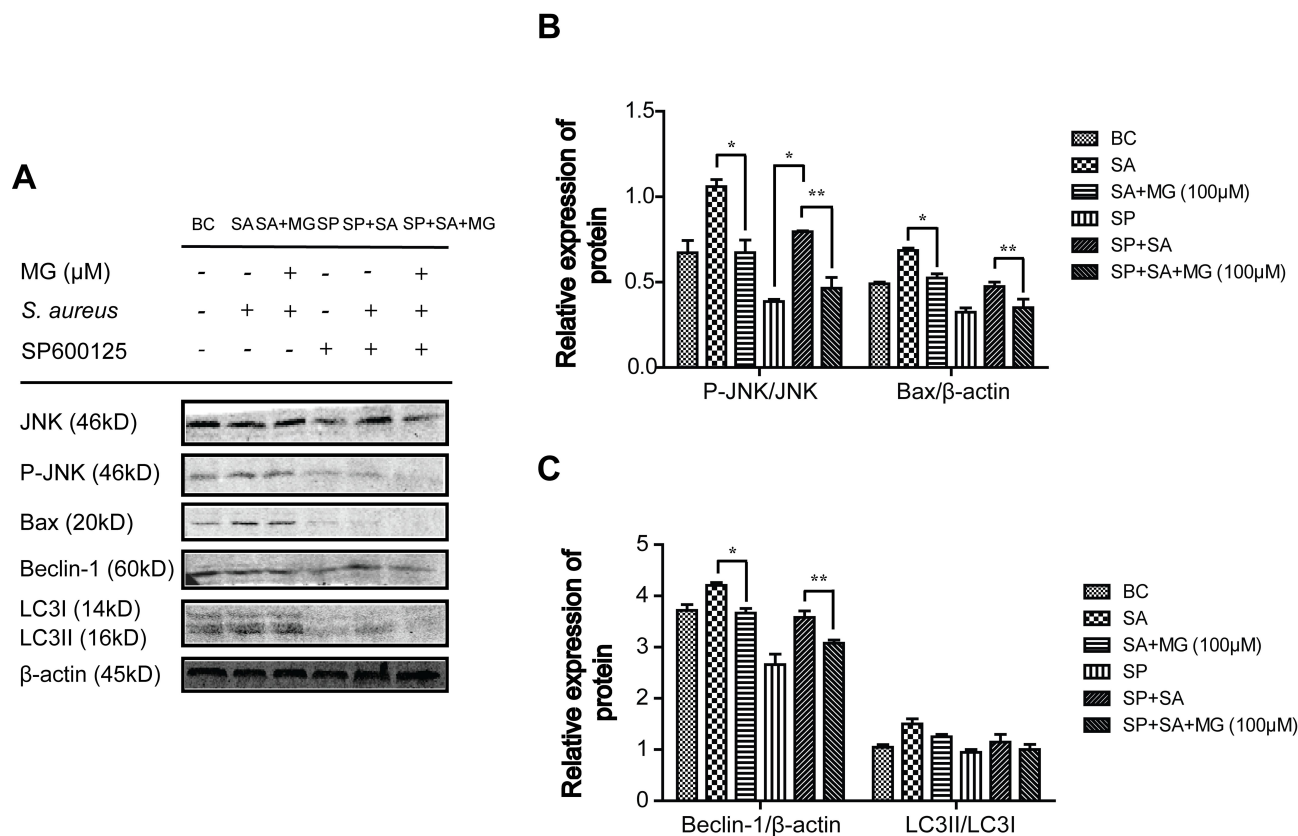 A
BC SA SA+MG SP SP+SA SP+SA+MG
MG (μM) - - + - - +
S. aureus - + + - + +
SP600125 - - - + + +
JNK (46kD)
P-JNK (46kD)
Bax (20kD)
Beclin-1 (60kD)
LC3I (14kD)
LC3II (16kD)
β-actin (45kD)
B
Relative expression of
protein
1.5
1.0
0.5
0.0
* * ** * **
P-JNK/JNK Bax/β-actin
BC
SA
SA+MG (100μM)
SP
SP+SA
SP+SA+MG (100μM)
C
Relative expression of
protein
5
4
3
2
1
0
* **
Beclin-1/β-actin LC3II/LC3I
BC
SA
SA+MG (100μM)
SP
SP+SA
SP+SA+MG (100μM)